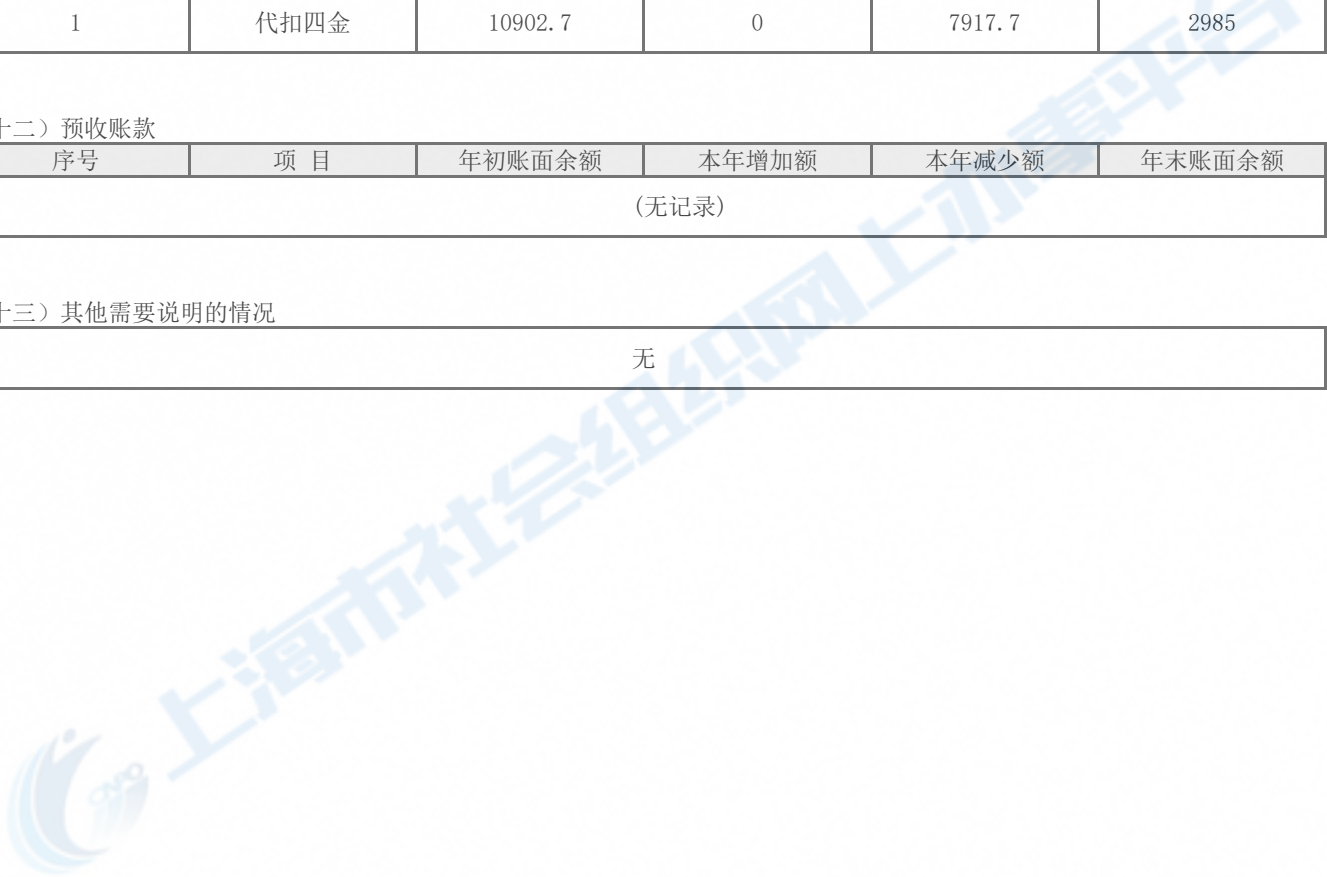 1 代扣四金 10902.7 0 7917.7 2985
十二）预收账款
序号 项 目 年初账面余额 本年增加额 本年减少额 年末账面余额
(无记录)
十三）其他需要说明的情况
无
上海市社会组织网上办事平台
CNPO